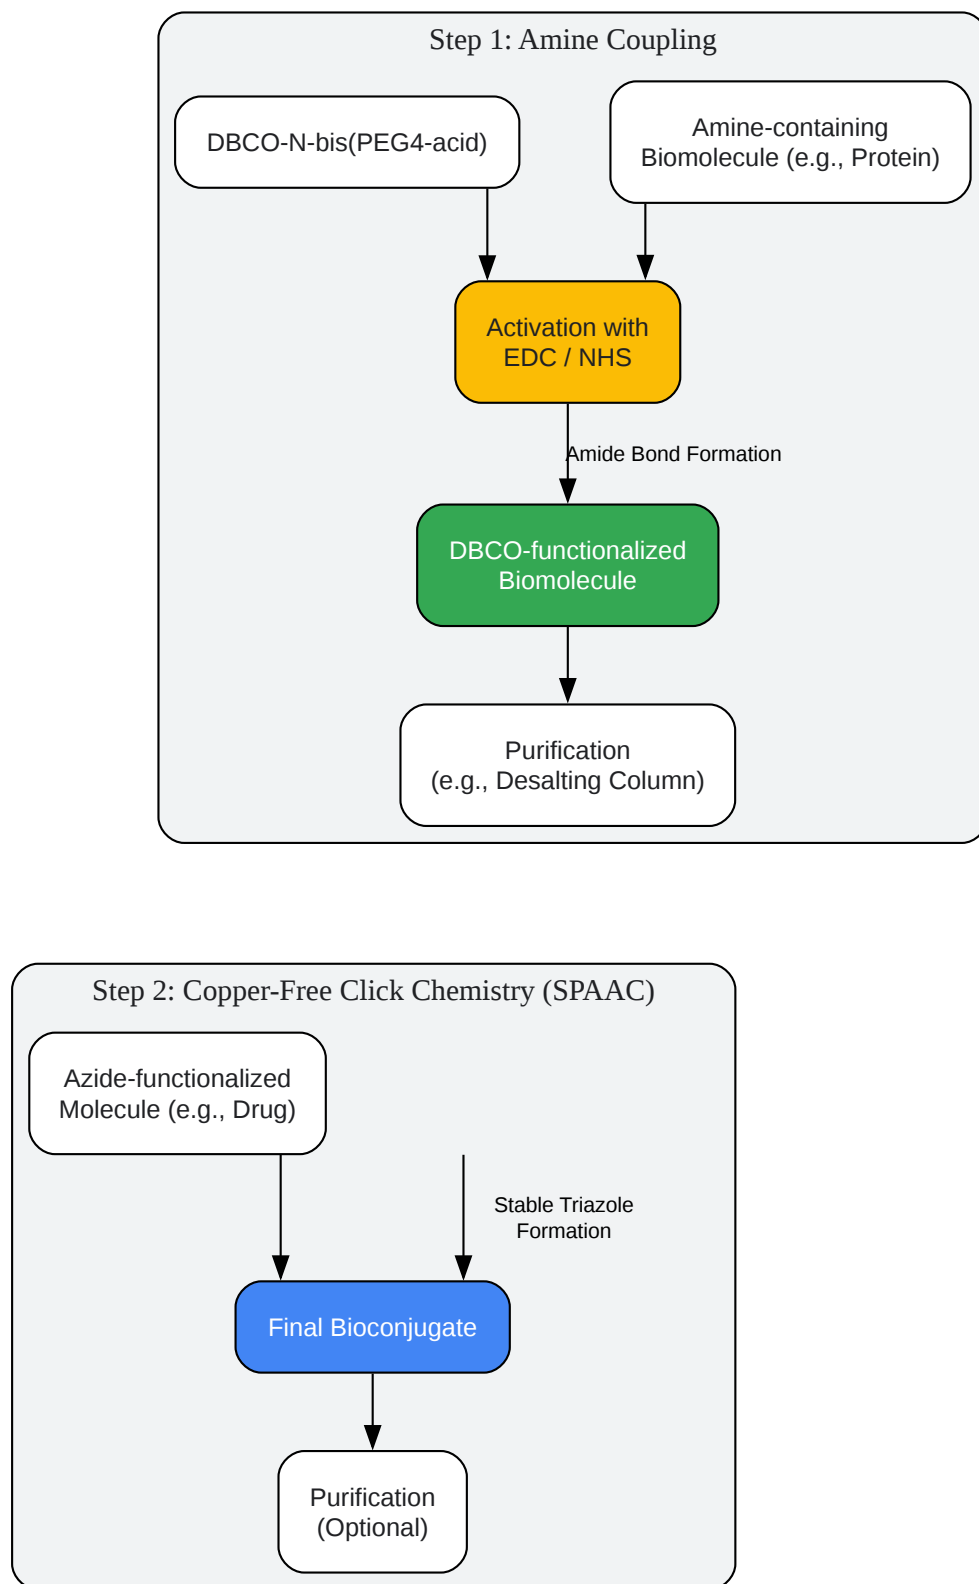 Step 1: Amine Coupling
DBCO-N-bis(PEG4-acid)
Amine-containing
Biomolecule (e.g., Protein)
Activation with
EDC / NHS
Amide Bond Formation
DBCO-functionalized
Biomolecule
Purification
(e.g., Desalting Column)
Step 2: Copper-Free Click Chemistry (SPAAC)
Azide-functionalized
Molecule (e.g., Drug)
Stable Triazole
Formation
Final Bioconjugate
Purification
(Optional)